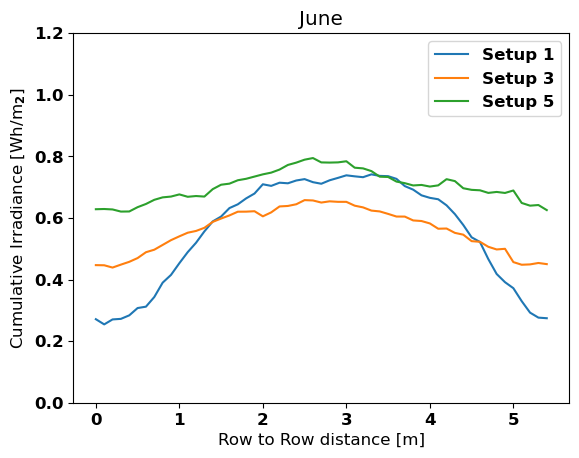 June
Cumulative Irradiance [Wh/m2]
1.2
1.0
0.8
0.6
0.4
0.2
0.0
Setup 1
Setup 3
Setup 5
0 1 2 3 4 5
Row to Row distance [m]